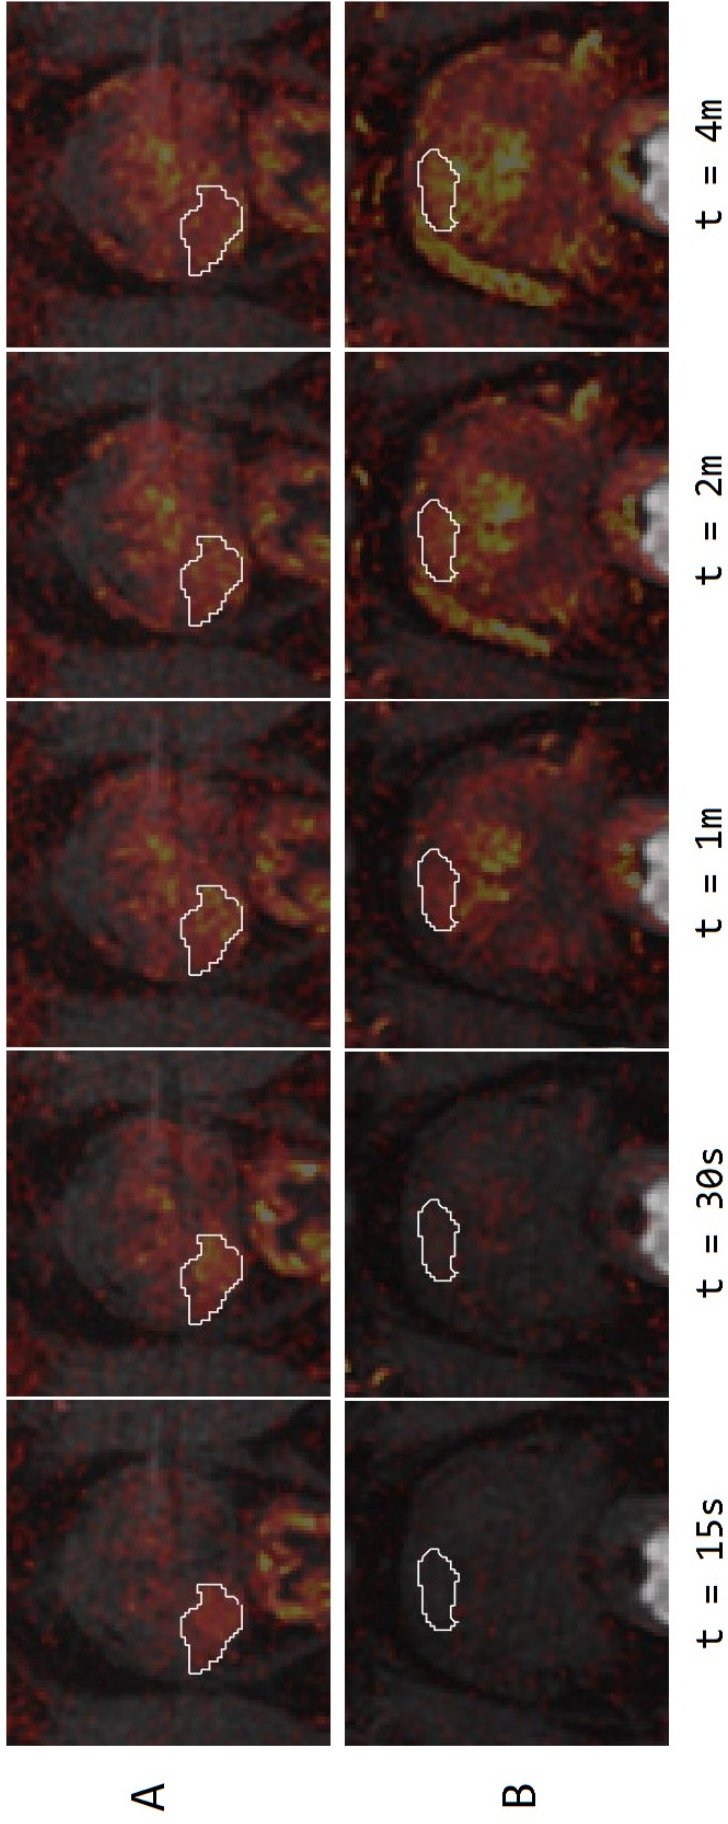 A
B
t = 15s
t = 30s
t = 1m
t = 2m
t = 4m